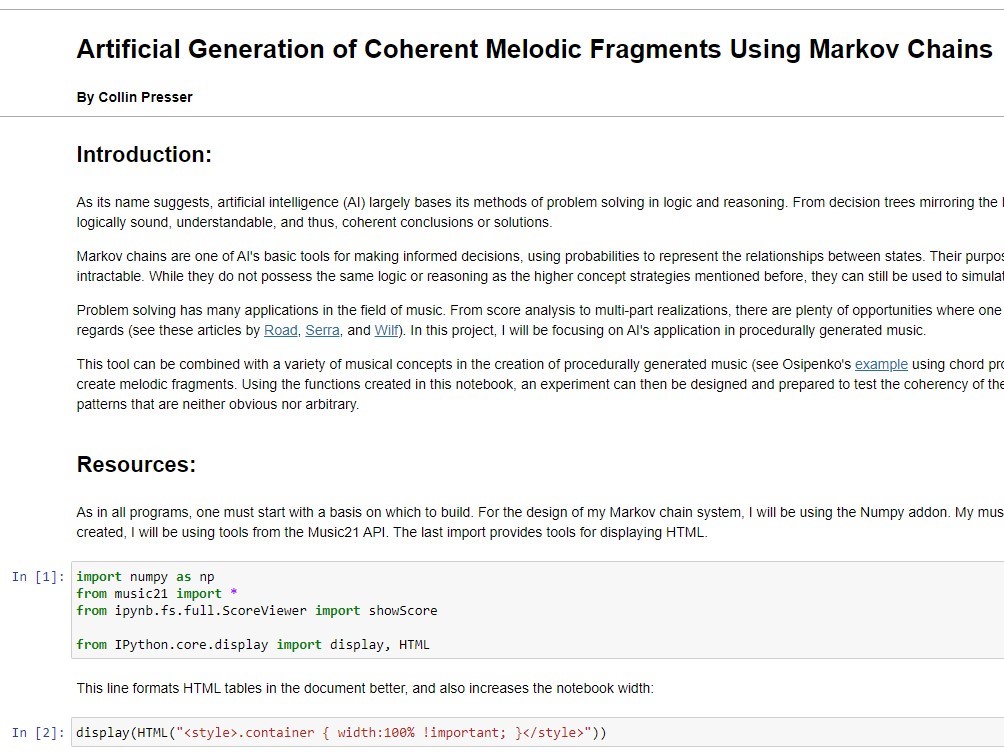 Artificial Generation of Coherent Melodic Fragments Using Markov Chains
By Collin Presser
Introduction:
As its name suggests, artificial intelligence (AI) largely bases its methods of problem solving in logic and reasoning. From decision trees mirroring the
logically sound, understandable, and thus, coherent conclusions or solutions.
Markov chains are one of AI's basic tools for making informed decisions, using probabilities to represent the relationships between states. Their
intractable. While they do not possess the same logic or reasoning as the higher concept strategies mentioned before, they can still be used to
Problem solving has many applications in the field of music. From score analysis to multi-part realizations, there are plenty of opportunities where one
regards (see these articles by Road, Serra, and Wilf). In this project, I will be focusing on AI's application in procedurally generated music.
This tool can be combined with a variety of musical concepts in the creation of procedurally generated music (see Osipenko's example using chord
create melodic fragments. Using the functions created in this notebook, an experiment can then be designed and prepared to test the coherency of
patterns that are neither obvious nor arbitrary.
Resources:
As in all programs, one must start with a basis on which to build. For the design of my Markov chain system, I will be using the Numpy addon. My
created, I will be using tools from the Music21 API. The last import provides tools for displaying HTML.
In [1]: import numpy as np
from music21 import *
from ipynb.fs.full.ScoreViewer import showScore
from IPython.core.display import display, HTML
This line formats HTML tables in the document better, and also increases the notebook width:
In [2]: display(HTML("<style>.container { width:100% !important; }</style>"))